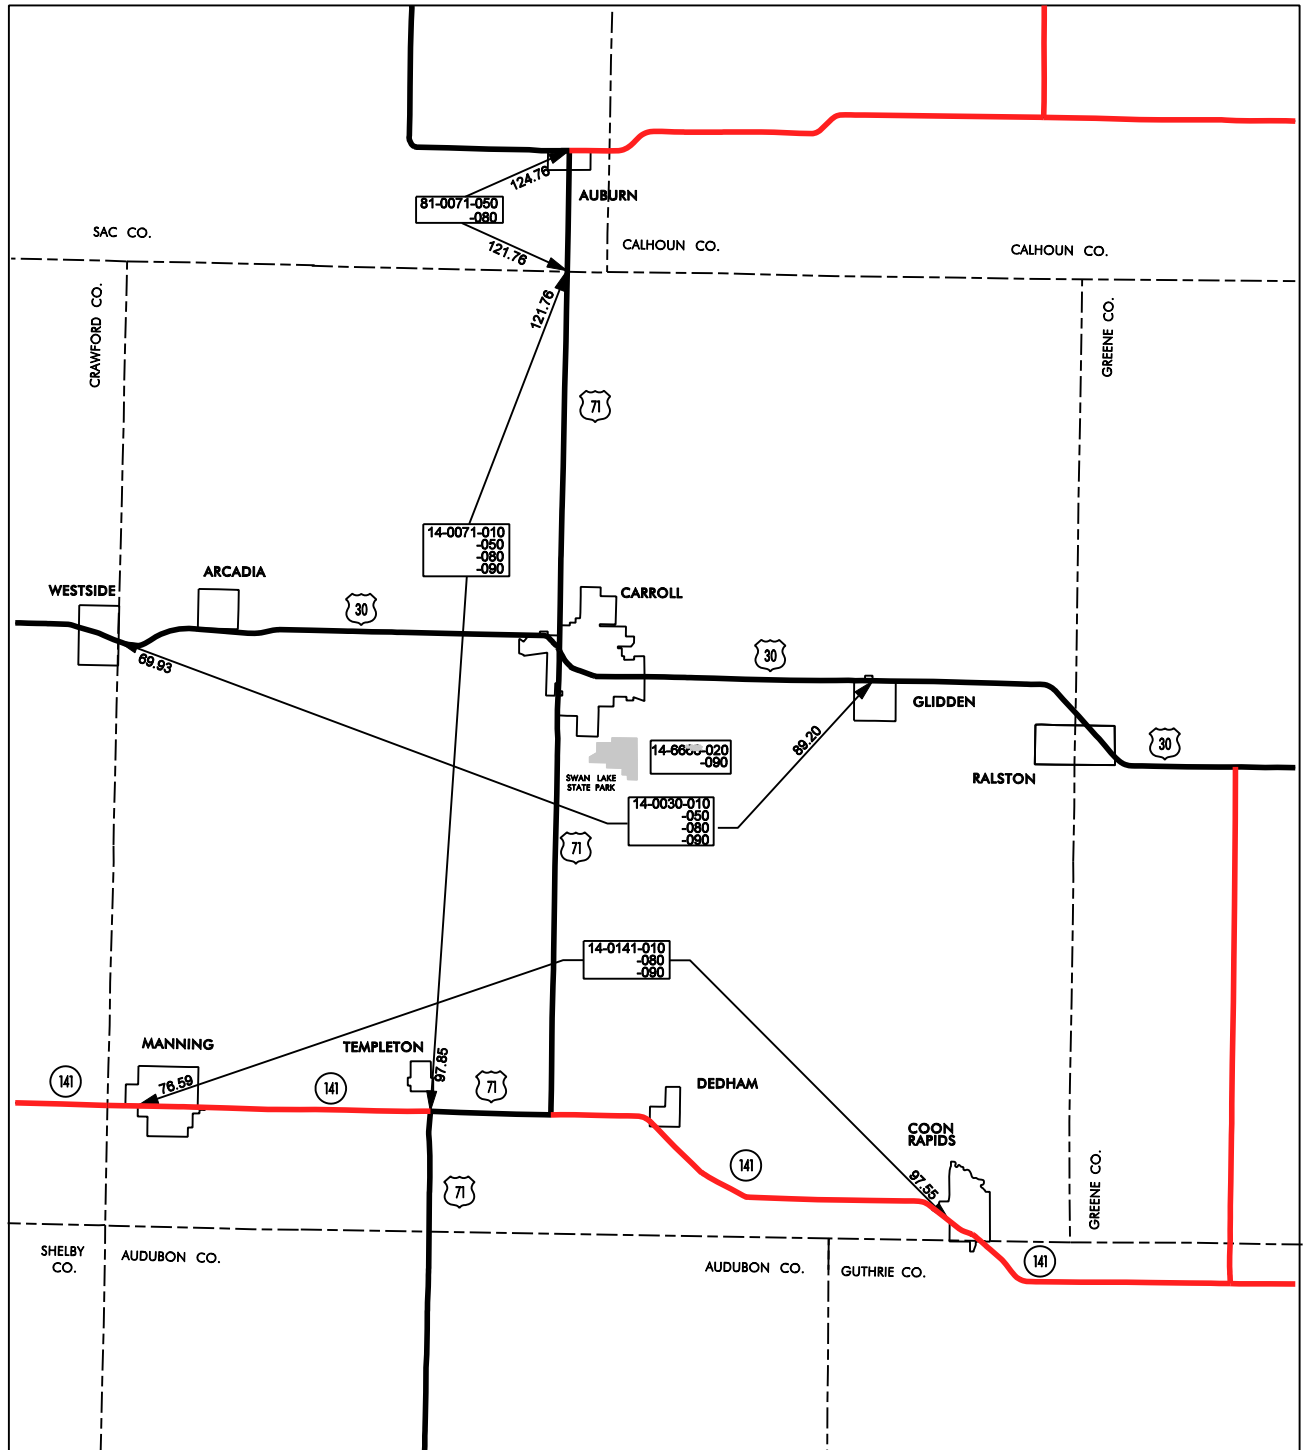 124.76
81-0071-050
-080
AUBURN
SAC CO.
121.76
CALHOUN CO.
CALHOUN CO.
CRAWFORD CO.
121.76
GREENE CO.
71
14-0071-010
-050
-080
-090
WESTSIDE
ARCADIA
30
CARROLL
69.93
30
GLIDDEN
89.20
30
14-6666-020
-090
SWAN LAKE
STATE PARK
RALSTON
14-0030-010
-050
-080
-090
71
14-0141-010
-080
-090
MANNING
TEMPLETON
97.85
141
76.59
141
71
DEDHAM
COON
RAPIDS
141
97.55
71
GREENE CO.
SHELBY
CO.
AUDUBON CO.
AUDUBON CO.
GUTHRIE CO.
141